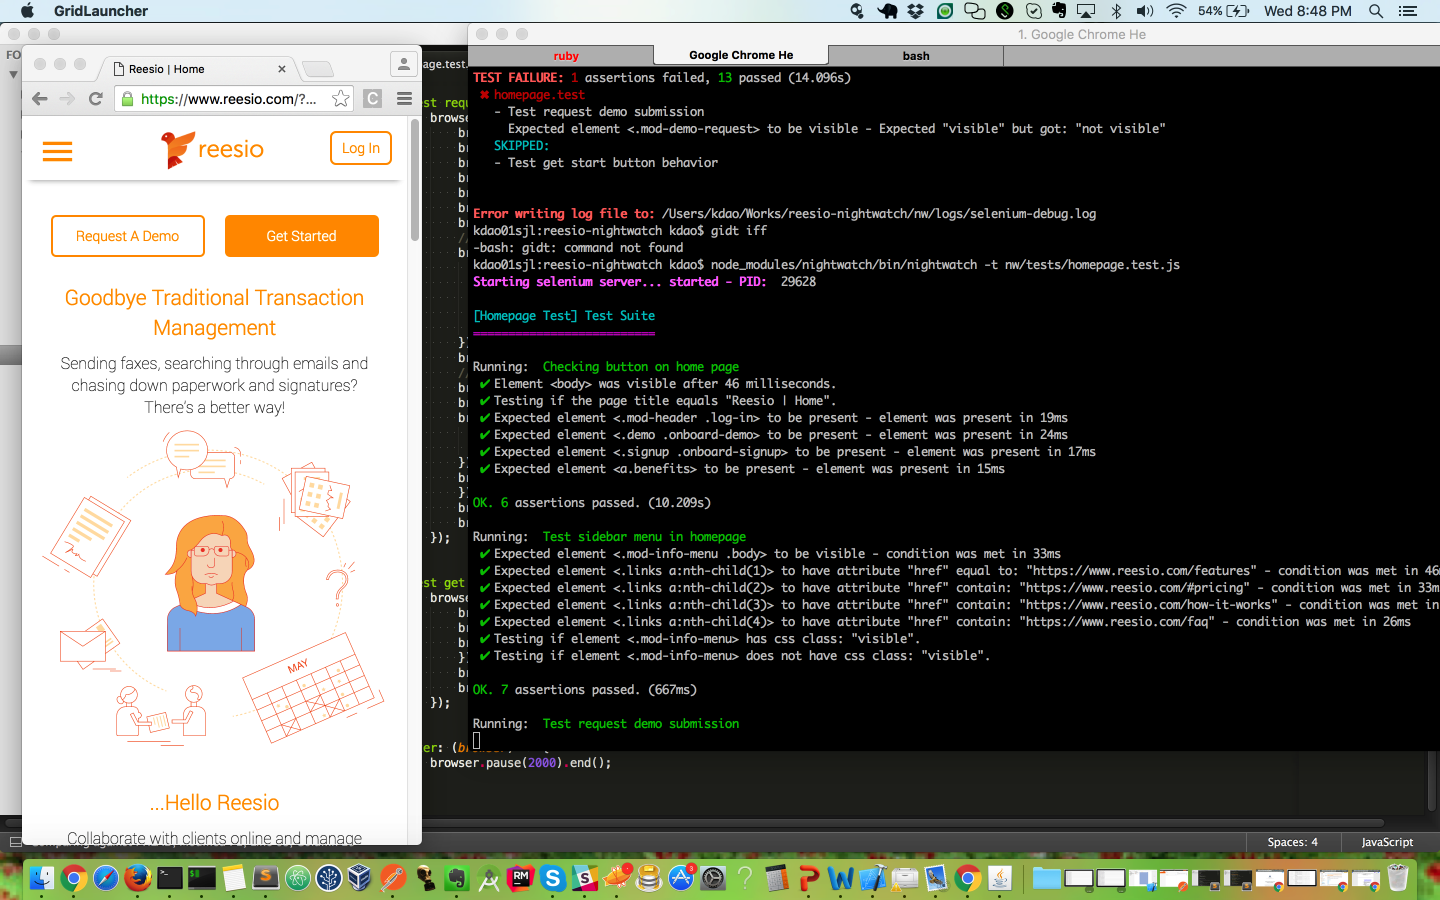 GridLauncher
54%
Wed 8:48 PM
1. Google Chrome He
FO
Reesio | Home
https://www.reesio.com/?...
C
reesio
Log In
Request A Demo
Get Started
Goodbye Traditional Transaction
Management
Sending faxes, searching through emails and
chasing down paperwork and signatures?
There's a better way!
MAY
...Hello Reesio
Collaborate with clients online and manage
ruby
Google Chrome He
bash
TEST FAILURE: 1 assertions failed, 13 passed (14.096s)
✖ homepage.test
- Test request demo submission
Expected element <.mod-demo-request> to be visible - Expected "visible" but got: "not visible"
SKIPPED:
- Test get start button behavior
Error writing log file to: /Users/kdao/Works/reesio-nightwatch/nw/logs/selenium-debug.log
kdao01sjl:reesio-nightwatch kdao$ gidt iff
-bash: gidt: command not found
kdao01sjl:reesio-nightwatch kdao$ node_modules/nightwatch/bin/nightwatch -t nw/tests/homepage.test.js
Starting selenium server... started - PID: 29628
[Homepage Test] Test Suite
==========================
Running: Checking button on home page
✔ Element <body> was visible after 46 milliseconds.
✔ Testing if the page title equals "Reesio | Home".
✔ Expected element <.mod-header .log-in> to be present - element was present in 19ms
✔ Expected element <.demo .onboard-demo> to be present - element was present in 24ms
✔ Expected element <.signup .onboard-signup> to be present - element was present in 17ms
✔ Expected element <a.benefits> to be present - element was present in 15ms
OK. 6 assertions passed. (10.209s)
Running: Test sidebar menu in homepage
✔ Expected element <.mod-info-menu .body> to be visible - condition was met in 33ms
✔ Expected element <.links a:nth-child(1)> to have attribute "href" equal to: "https://www.reesio.com/features" - condition was met in 46
✔ Expected element <.links a:nth-child(2)> to have attribute "href" contain: "https://www.reesio.com/#pricing" - condition was met in 33m
✔ Expected element <.links a:nth-child(3)> to have attribute "href" contain: "https://www.reesio.com/how-it-works" - condition was met in
✔ Expected element <.links a:nth-child(4)> to have attribute "href" contain: "https://www.reesio.com/faq" - condition was met in 26ms
✔ Testing if element <.mod-info-menu> has css class: "visible".
✔ Testing if element <.mod-info-menu> does not have css class: "visible".
OK. 7 assertions passed. (667ms)
Running: Test request demo submission
browser.pause(2000).end();
Spaces: 4
JavaScript